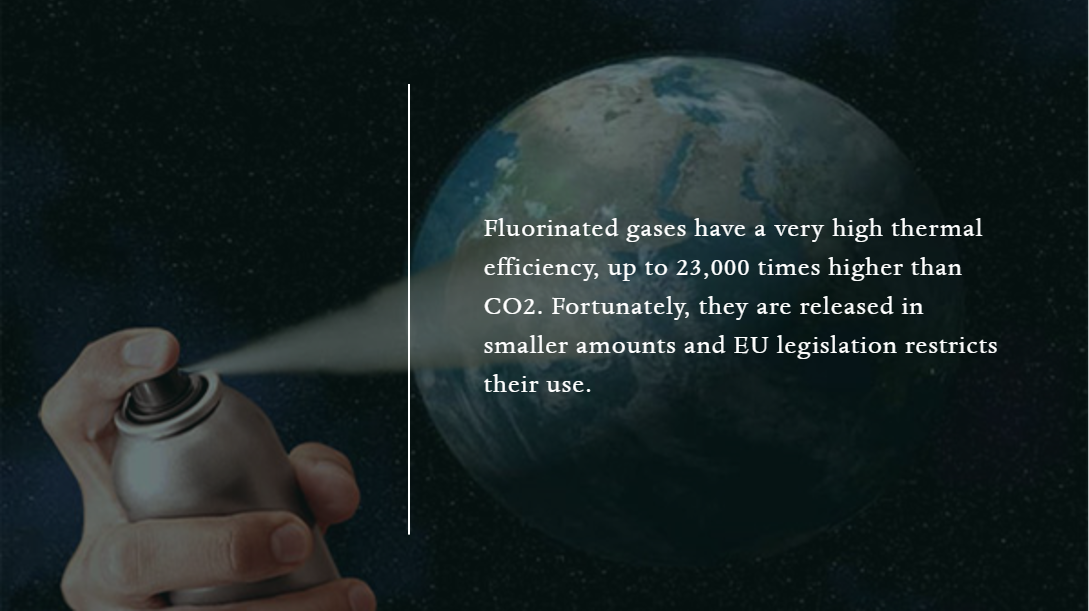 Fluorinated gases have a very high thermal
efficiency, up to 23,000 times higher than
CO2. Fortunately, they are released in
smaller amounts and EU legislation restricts
their use.